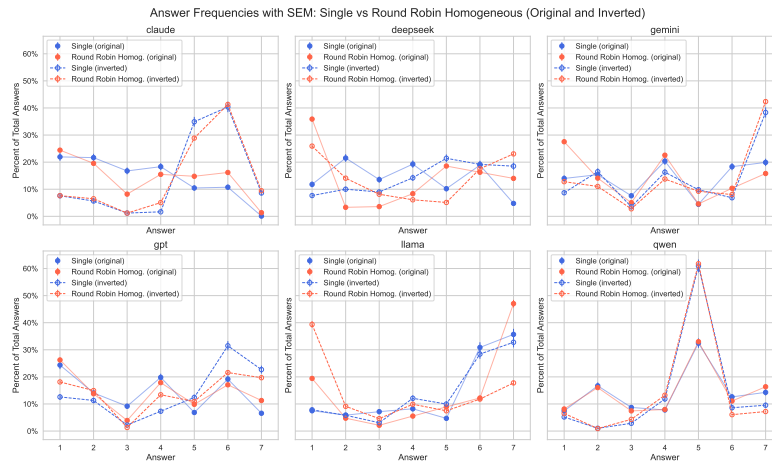 Answer Frequencies with SEM: Single vs Round Robin Homogeneous (Original and Inverted)
claude
deepseek
gemini
Percent of Total Answers
60%
50%
40%
30%
20%
10%
0%
Single (original)
Round Robin Homog. (original)
Single (inverted)
Round Robin Homog. (inverted)
Answer
Percent of Total Answers
Single (original)
Round Robin Homog. (original)
Single (inverted)
Round Robin Homog. (inverted)
Answer
Percent of Total Answers
Single (original)
Round Robin Homog. (original)
Single (inverted)
Round Robin Homog. (inverted)
Answer
gpt
llama
qwen
Percent of Total Answers
60%
50%
40%
30%
20%
10%
0%
Single (original)
Round Robin Homog. (original)
Single (inverted)
Round Robin Homog. (inverted)
1 2 3 4 5 6 7
Answer
Percent of Total Answers
Single (original)
Round Robin Homog. (original)
Single (inverted)
Round Robin Homog. (inverted)
1 2 3 4 5 6 7
Answer
Percent of Total Answers
Single (original)
Round Robin Homog. (original)
Single (inverted)
Round Robin Homog. (inverted)
1 2 3 4 5 6 7
Answer